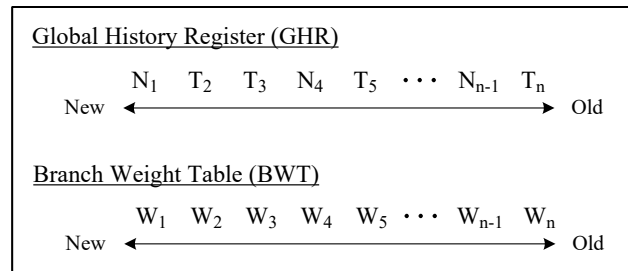 Global History Register (GHR)
N₁ T₂ T₃ N₄ T₅ ··· Nₙ₋₁ Tₙ
New Old
Branch Weight Table (BWT)
W₁ W₂ W₃ W₄ W₅ ··· Wₙ₋₁ Wₙ
New Old